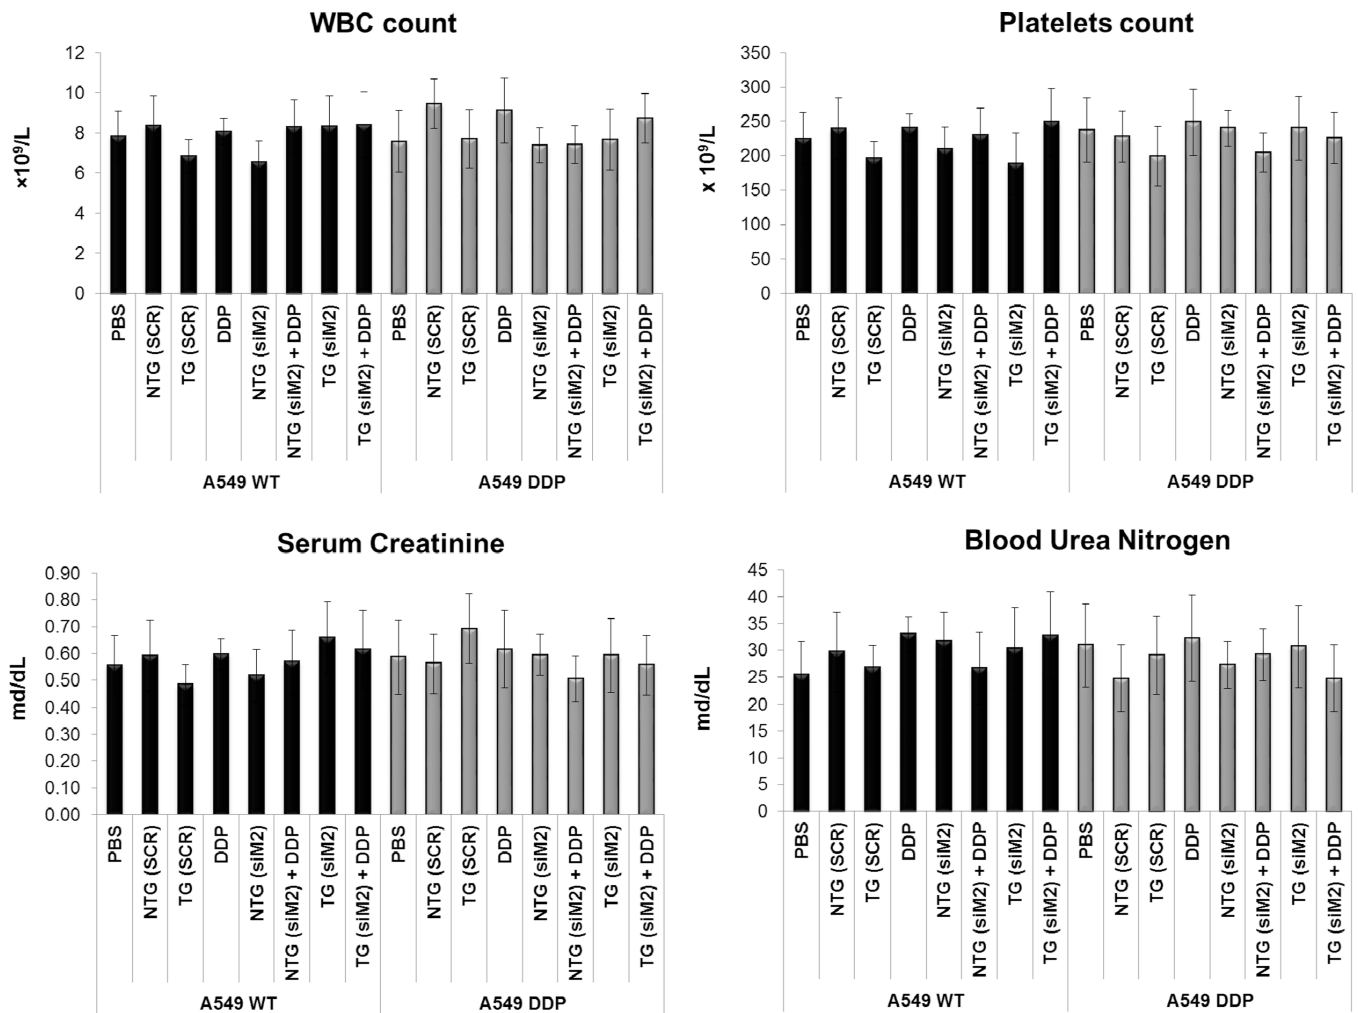 WBC count
×10⁹/L
12
10
8
6
4
2
0
PBS
NTG (SCR)
TG (SCR)
DDP
NTG (siM2)
NTG (siM2) + DDP
TG (siM2)
TG (siM2) + DDP
PBS
NTG (SCR)
TG (SCR)
DDP
NTG (siM2)
NTG (siM2) + DDP
TG (siM2)
TG (siM2) + DDP
A549 WT
A549 DDP
Platelets count
x 10⁹/L
350
300
250
200
150
100
50
0
PBS
NTG (SCR)
TG (SCR)
DDP
NTG (siM2)
NTG (siM2) + DDP
TG (siM2)
TG (siM2) + DDP
PBS
NTG (SCR)
TG (SCR)
DDP
NTG (siM2)
NTG (siM2) + DDP
TG (siM2)
TG (siM2) + DDP
A549 WT
A549 DDP
Serum Creatinine
md/dL
0.90
0.80
0.70
0.60
0.50
0.40
0.30
0.20
0.10
0.00
PBS
NTG (SCR)
TG (SCR)
DDP
NTG (siM2)
NTG (siM2) + DDP
TG (siM2)
TG (siM2) + DDP
PBS
NTG (SCR)
TG (SCR)
DDP
NTG (siM2)
NTG (siM2) + DDP
TG (siM2)
TG (siM2) + DDP
A549 WT
A549 DDP
Blood Urea Nitrogen
md/dL
45
40
35
30
25
20
15
10
5
0
PBS
NTG (SCR)
TG (SCR)
DDP
NTG (siM2)
NTG (siM2) + DDP
TG (siM2)
TG (siM2) + DDP
PBS
NTG (SCR)
TG (SCR)
DDP
NTG (siM2)
NTG (siM2) + DDP
TG (siM2)
TG (siM2) + DDP
A549 WT
A549 DDP